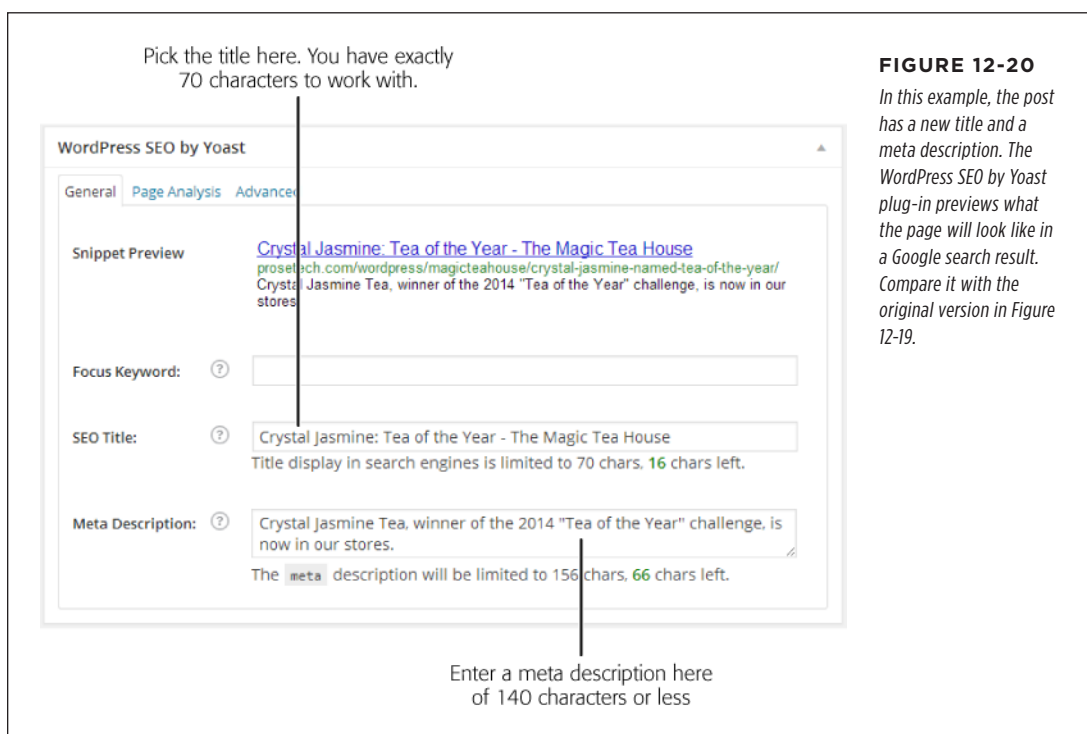 Pick the title here. You have exactly
70 characters to work with.
FIGURE 12-20
In this example, the post
has a new title and a
meta description. The
WordPress SEO by Yoast
plug-in previews what
the page will look like in
a Google search result.
Compare it with the
original version in Figure
12-19.
WordPress SEO by Yoast
General Page Analysis Advanced
Snippet Preview
Crystal Jasmine: Tea of the Year - The Magic Tea House
prosetech.com/wordpress/magicteahouse/crystal-jasmine-named-tea-of-the-year/
Crystal Jasmine Tea, winner of the 2014 "Tea of the Year" challenge, is now in our
stores.
Focus Keyword: ?
SEO Title: ? Crystal Jasmine: Tea of the Year - The Magic Tea House
Title display in search engines is limited to 70 chars, 16 chars left.
Meta Description: ? Crystal Jasmine Tea, winner of the 2014 "Tea of the Year" challenge, is
now in our stores.
The meta description will be limited to 156 chars, 66 chars left.
Enter a meta description here
of 140 characters or less